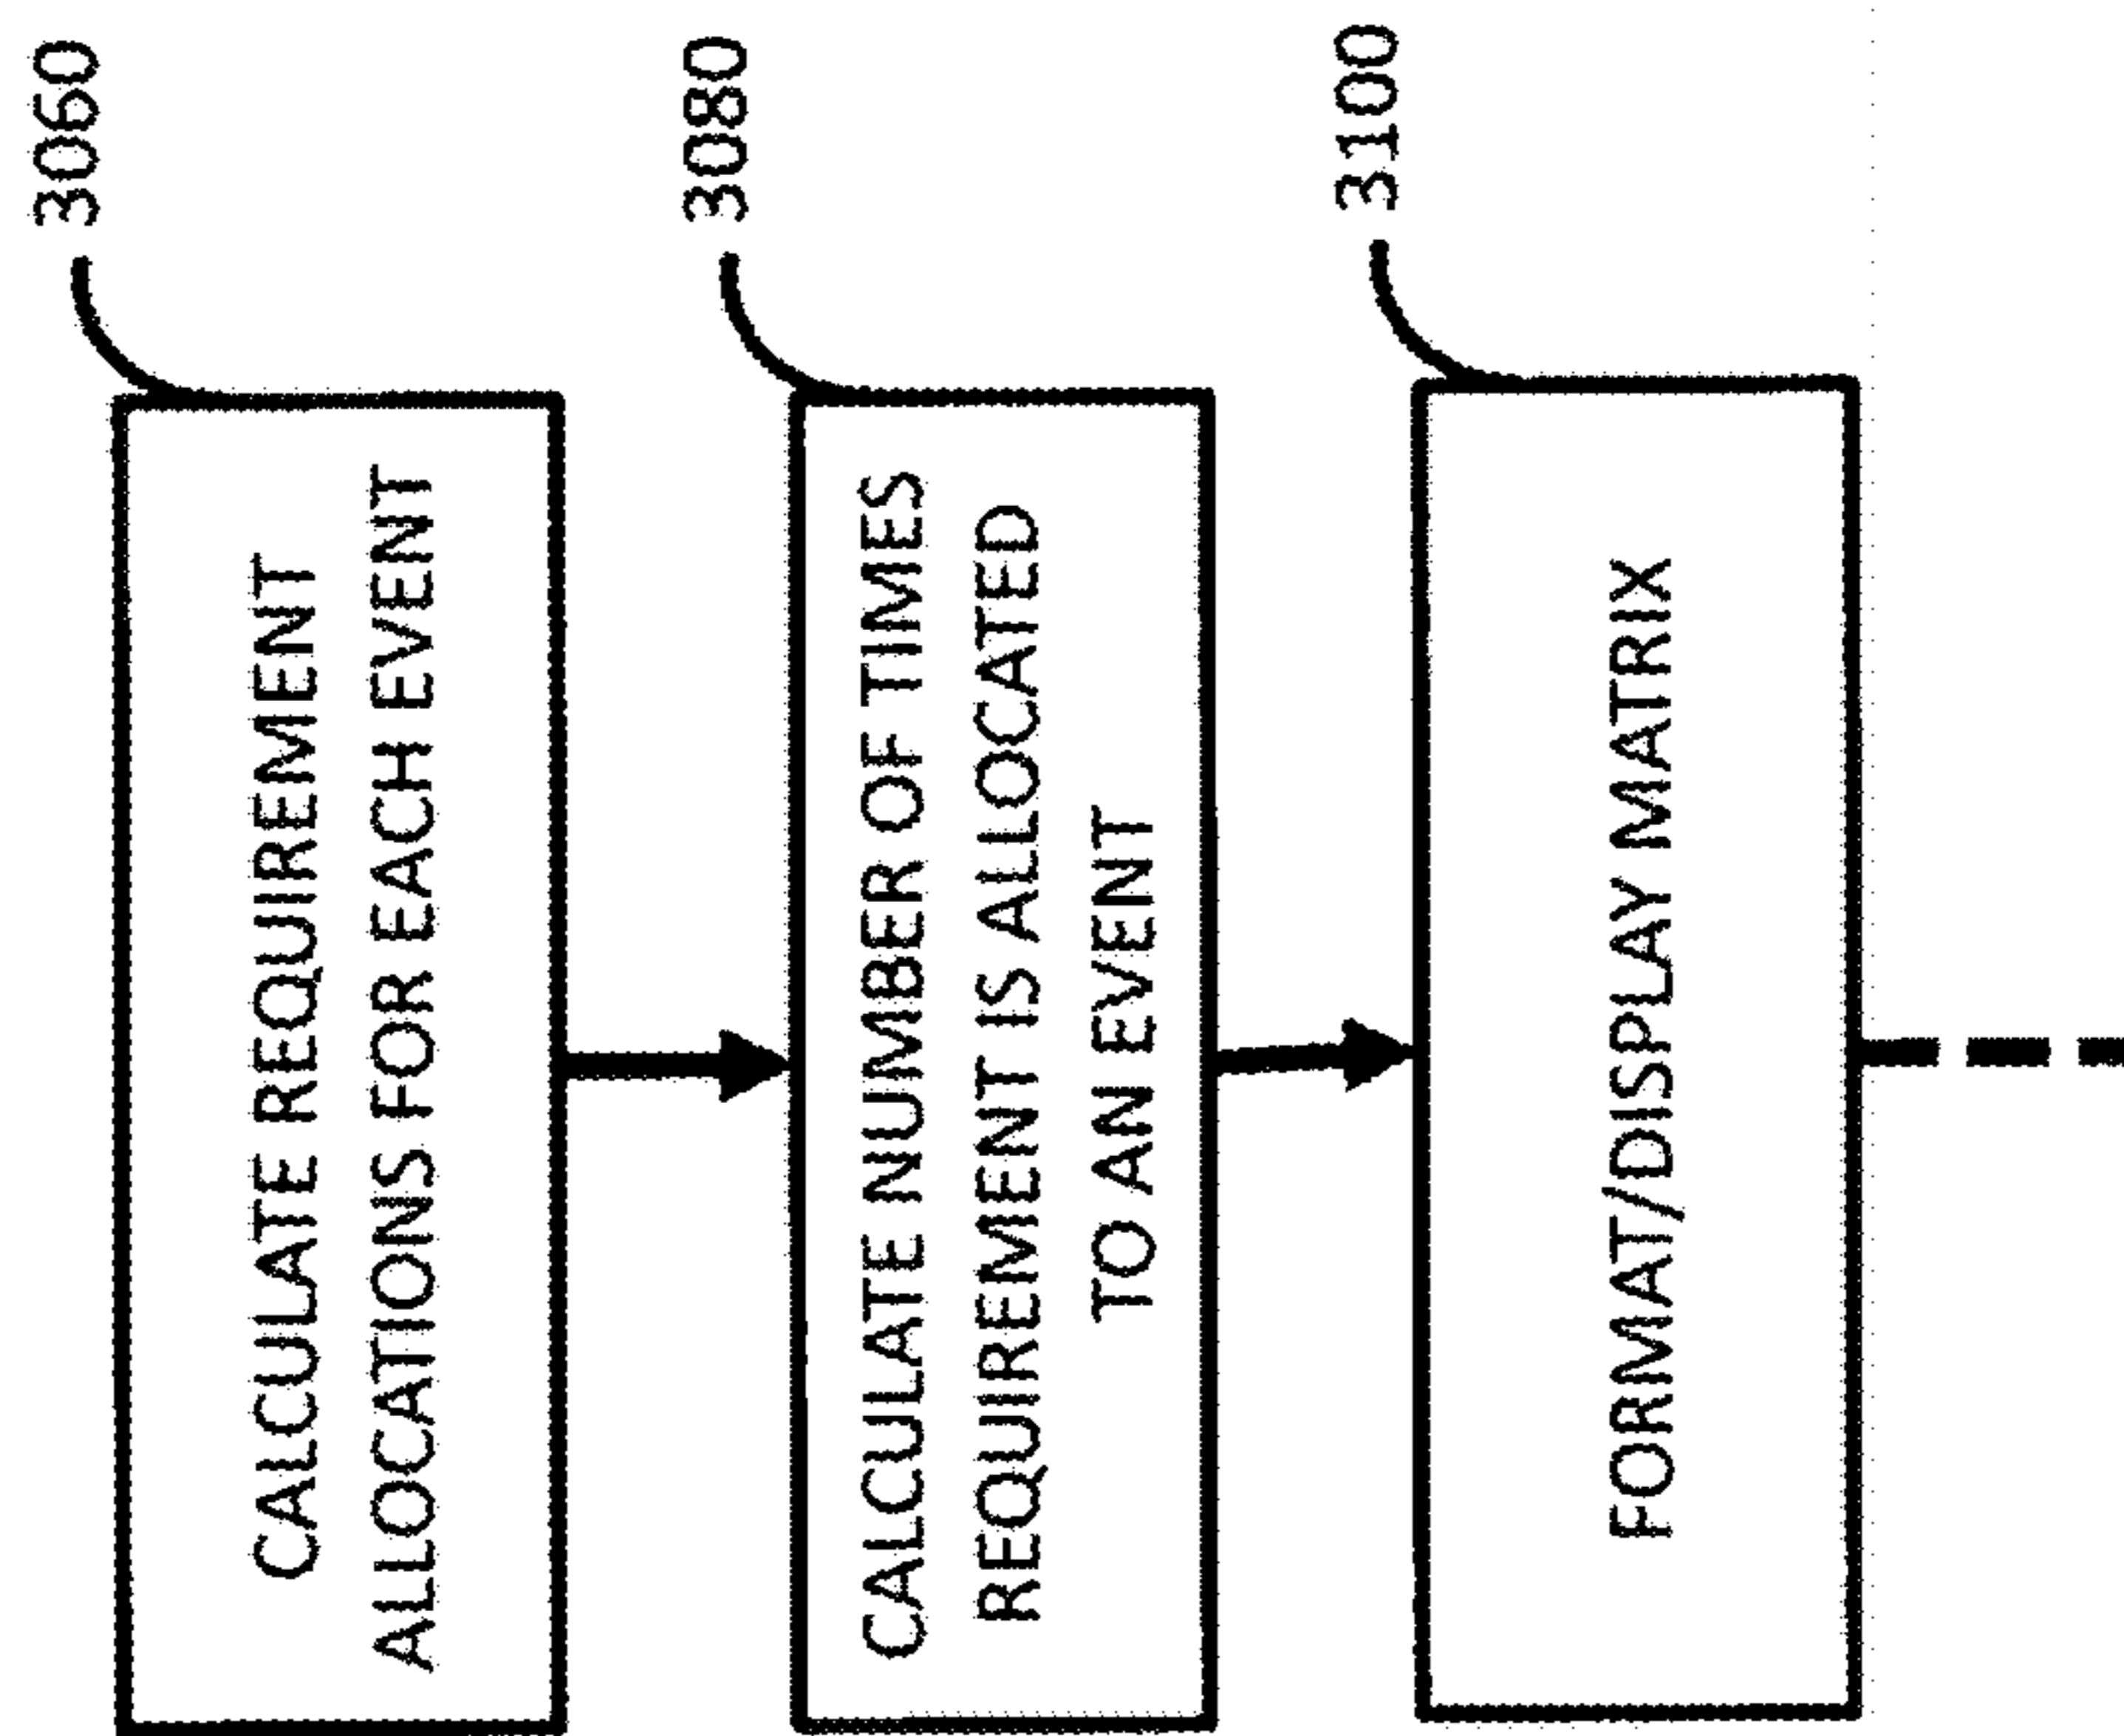 CALCULATE REQUIREMENT
ALLOCATIONS FOR EACH EVENT
3060
CALCULATE NUMBER OF TIMES
REQUIREMENT IS ALLOCATED
TO AN EVENT
3080
FORMAT/DISPLAY MATRIX
3100